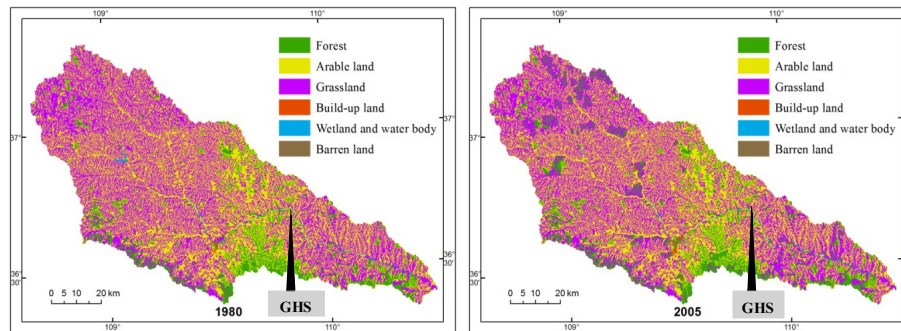 109° 110°
Forest
Arable land
Grassland
Build-up land
Wetland and water body
Barren land
37°
37°
36°
30′
36°
30′
0 5 10 20 km
1980
GHS
109° 110°
109° 110°
Forest
Arable land
Grassland
Build-up land
Wetland and water body
Barren land
37°
37°
36°
30′
36°
30′
0 5 10 20 km
2005
GHS
109° 110°